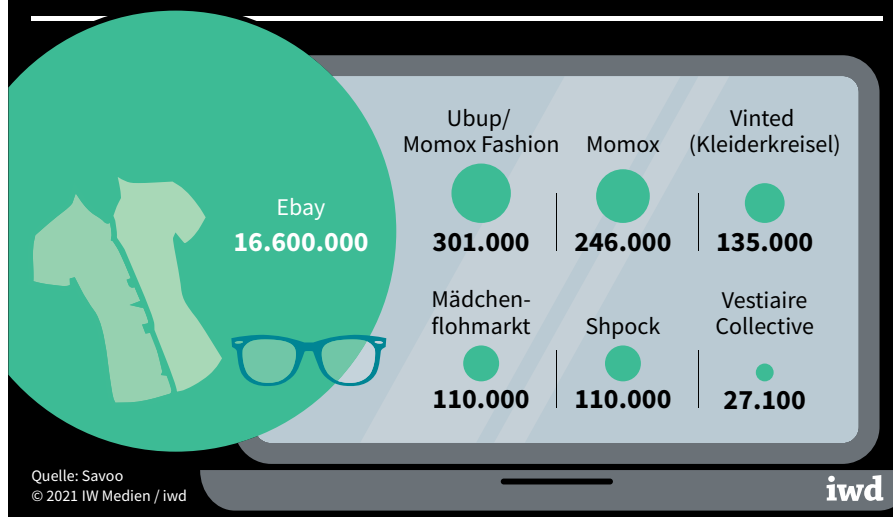 Ebay
16.600.000
Ubup/
Momox Fashion
301.000
Momox
246.000
Vinted
(Kleiderkreisel)
135.000
Mädchen-
flohmarkt
110.000
Shpock
110.000
Vestiaire
Collective
27.100
Quelle: Savoo
© 2021 IW Medien / iwd
iwd